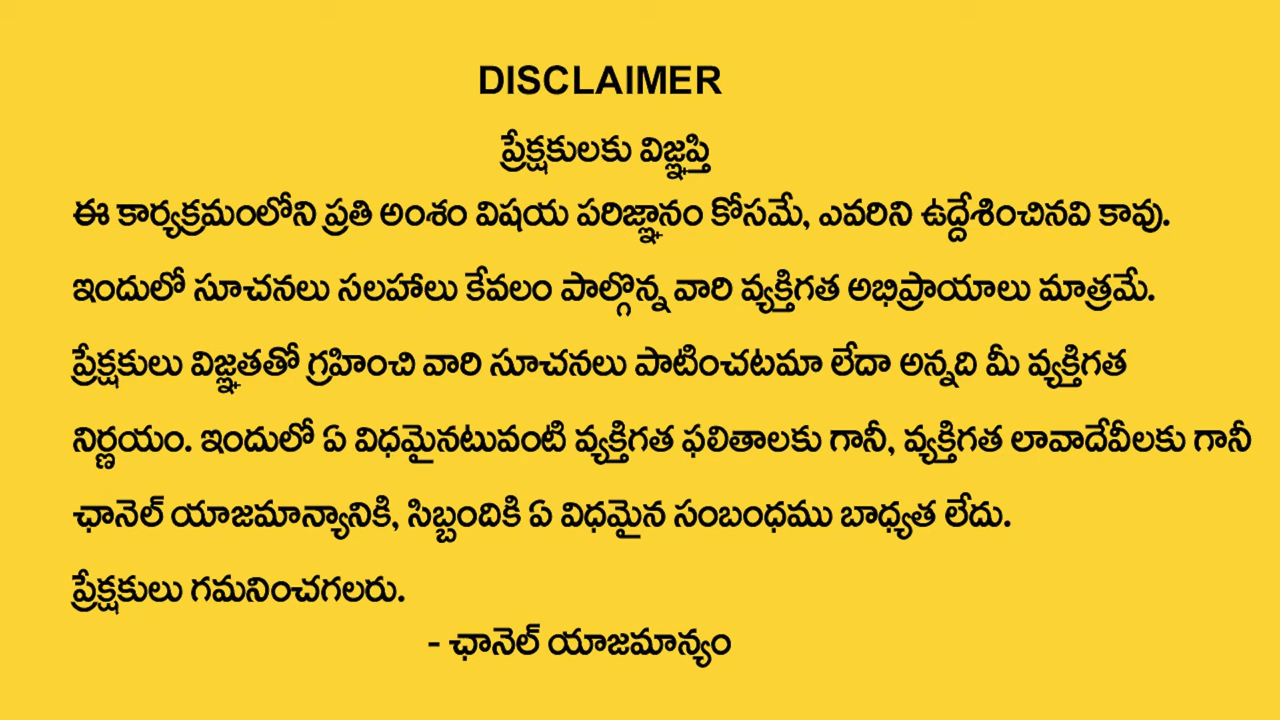 DISCLAIMER
ప్రేక్షకులకు విజ్ఞప్తి
ఈ కార్యక్రమంలోని ప్రతి అంశం విషయ పరిజ్ఞానం కోసమే, ఎవరిని ఉద్దేశించినవి కావు.
ఇందులో సూచనలు సలహాలు కేవలం పాల్గొన్న వారి వ్యక్తిగత అభిప్రాయాలు మాత్రమే.
ప్రేక్షకులు విజ్ఞతతో గ్రహించి వారి సూచనలు పాటించటమా లేదా అన్నది మీ వ్యక్తిగత
నిర్ణయం. ఇందులో ఏ విధమైనటువంటి వ్యక్తిగత ఫలితాలకు గానీ, వ్యక్తిగత లావాదేవీలకు గానీ
ఛానెల్ యాజమాన్యానికి, సిబ్బందికి ఏ విధమైన సంబంధము బాధ్యత లేదు.
ప్రేక్షకులు గమనించగలరు.
- ఛానెల్ యాజమాన్యం